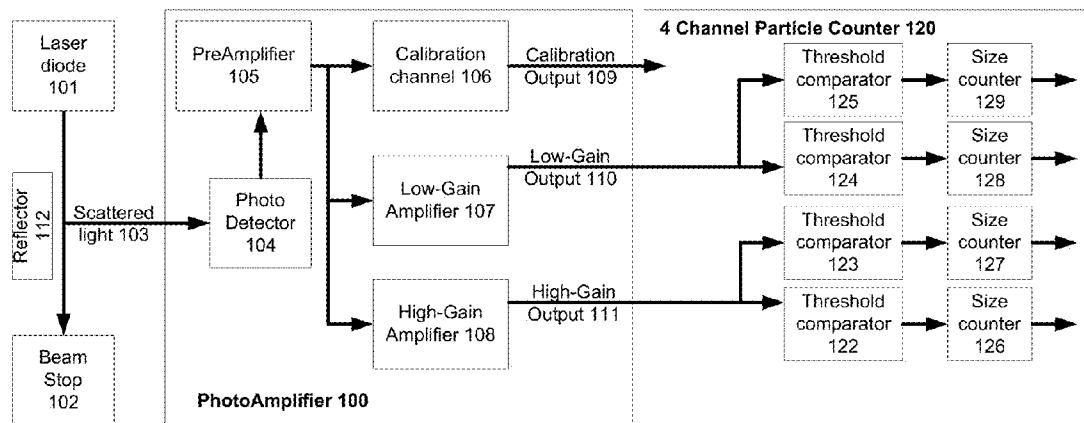 Laser
diode
101
Reflector
112
Scattered
light 103
Beam
Stop
102
PreAmplifier
105
Photo
Detector
104
Calibration
channel 106
Low-Gain
Amplifier 107
High-Gain
Amplifier 108
PhotoAmplifier 100
Calibration
Output 109
Low-Gain
Output 110
High-Gain
Output 111
4 Channel Particle Counter 120
Threshold
comparator
125
Size
counter
129
Threshold
comparator
124
Size
counter
128
Threshold
comparator
123
Size
counter
127
Threshold
comparator
122
Size
counter
126